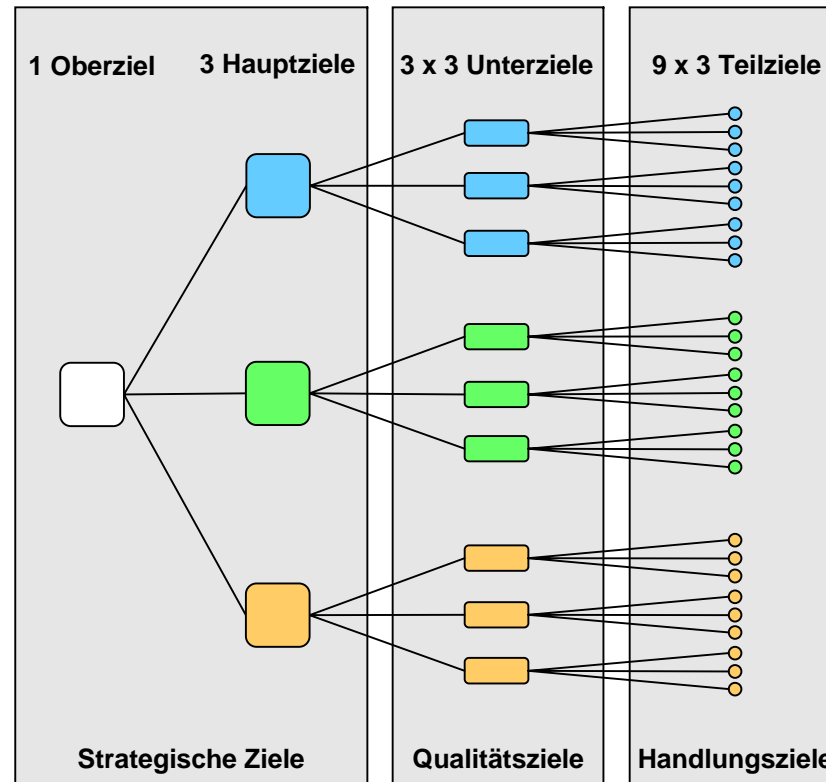 1 Oberziel
3 Hauptziele
3 x 3 Unterziele
9 x 3 Teilziele
Strategische Ziele
Qualitätsziele
Handlungsziele